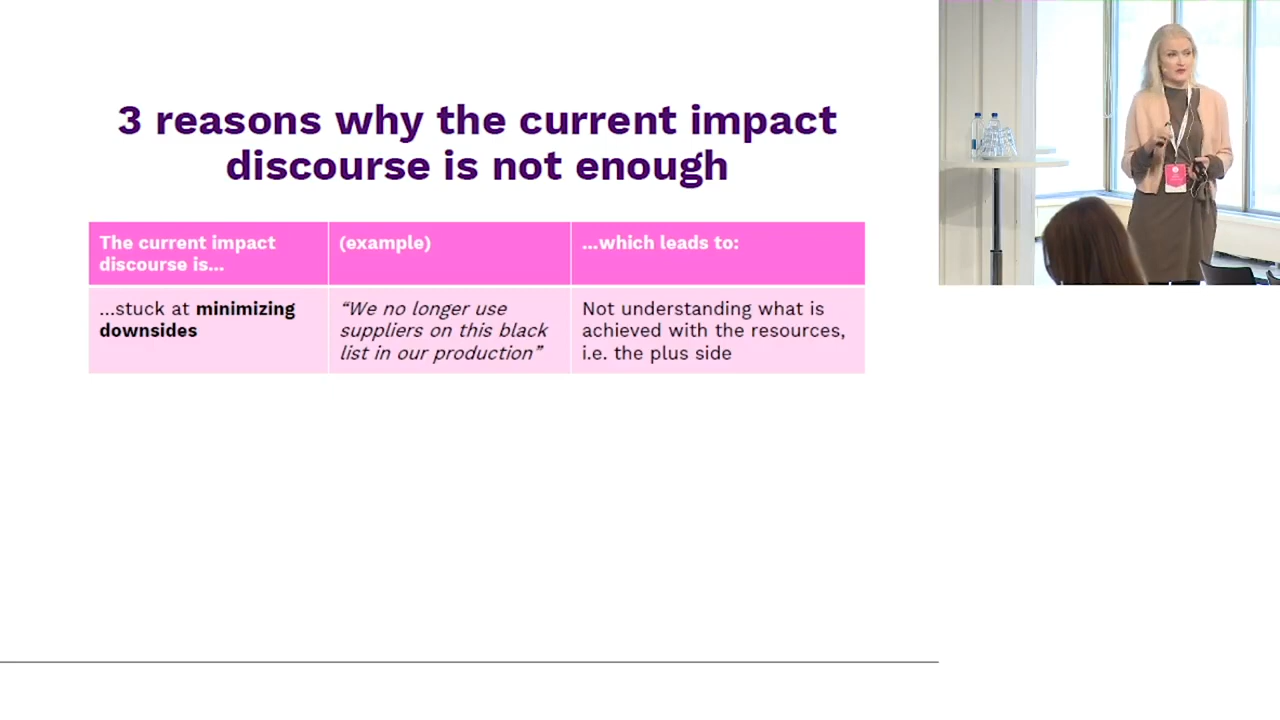 3 reasons why the current impact
discourse is not enough
The current impact
discourse is...
(example)
...which leads to:
...stuck at minimizing
downsides
“We no longer use
suppliers on this black
list in our production”
Not understanding what is
achieved with the resources,
i.e. the plus side